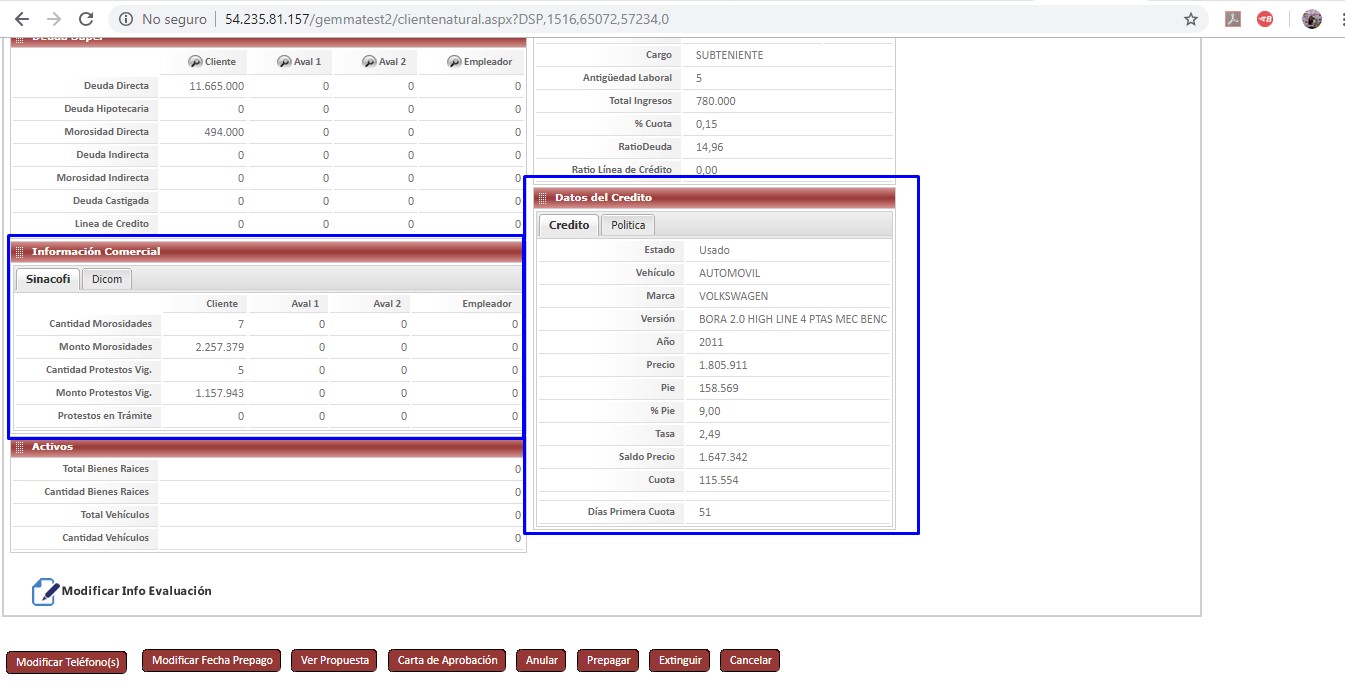 No seguro
54.235.81.157/gemmatest2/clientenatural.aspx?DSP,1516,65072,57234,0
Deuda Super
Cliente Aval 1 Aval 2 Empleador
Deuda Directa 11.665.000 0 0 0
Deuda Hipotecaria 0 0 0 0
Morosidad Directa 494.000 0 0 0
Deuda Indirecta 0 0 0 0
Morosidad Indirecta 0 0 0 0
Deuda Castigada 0 0 0 0
Linea de Credito 0 0 0 0
Información Comercial
Sinacofi Dicom
Cliente Aval 1 Aval 2 Empleador
Cantidad Morosidades 7 0 0 0
Monto Morosidades 2.257.379 0 0 0
Cantidad Protestos Vig. 5 0 0 0
Monto Protestos Vig. 1.157.943 0 0 0
Protestos en Trámite 0 0 0 0
Activos
Total Bienes Raices 0
Cantidad Bienes Raices 0
Total Vehículos 0
Cantidad Vehículos 0
Cargo SUBTENIENTE
Antigüedad Laboral 5
Total Ingresos 780.000
% Cuota 0,15
RatioDeuda 14,96
Ratio Línea de Crédito 0,00
Datos del Credito
Credito Politica
Estado Usado
Vehículo AUTOMOVIL
Marca VOLKSWAGEN
Versión BORA 2.0 HIGH LINE 4 PTAS MEC BENC
Año 2011
Precio 1.805.911
Pie 158.569
% Pie 9,00
Tasa 2,49
Saldo Precio 1.647.342
Cuota 115.554
Días Primera Cuota 51
Modificar Info Evaluación
Modificar Teléfono(s) Modificar Fecha Prepago Ver Propuesta Carta de Aprobación Anular Prepagar Extinguir Cancelar